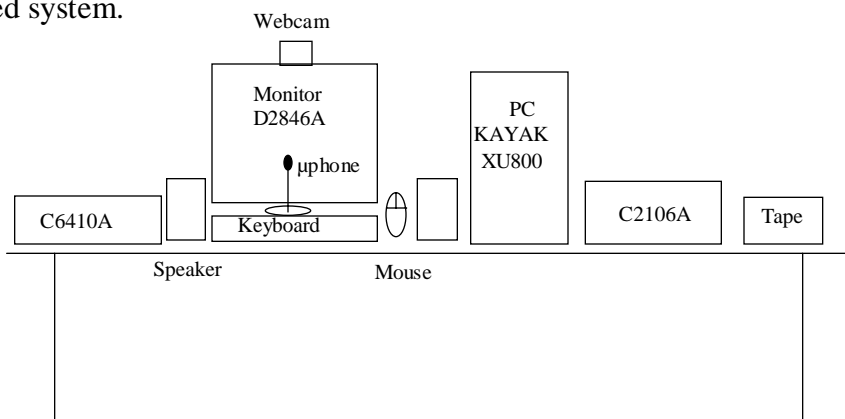 ed system.
Webcam
Monitor
D2846A
µphone
PC
KAYAK
XU800
C6410A
Keyboard
C2106A
Tape
Speaker
Mouse